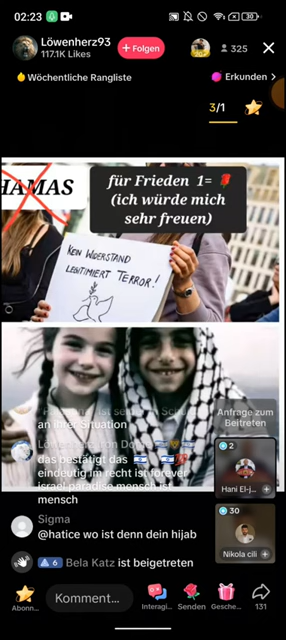 02:23
30
Löwenherz93
117.1K Likes
+ Folgen
325
Wöchentliche Rangliste
Erkunden >
3/1
HAMAS
für Frieden 1= 🌹
(ich würde mich
sehr freuen)
KEIN WIDERSTAND
LEGITIMIERT TERROR!
an ihrer Situation
Anfrage zum
Beitreten
das bestätigt das
eindeutig im recht ist forever
israel paradise mensch ist
mensch
2
Hani El-j...
Sigma
@hatice wo ist denn dein hijab
30
Nikola cili
6 Bela Katz ist beigetreten
Abonn...
Komment...
Interagi...
Senden
Gesche...
131